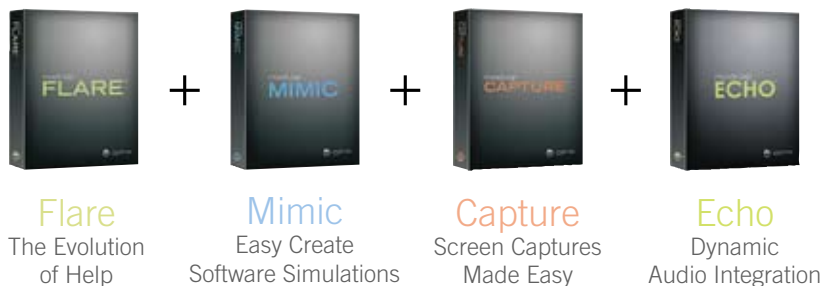 FLARE
+
MIMIC
+
CAPTURE
+
ECHO
Flare
The Evolution
of Help
Mimic
Easy Create
Software Simulations
Capture
Screen Captures
Made Easy
Echo
Dynamic
Audio Integration